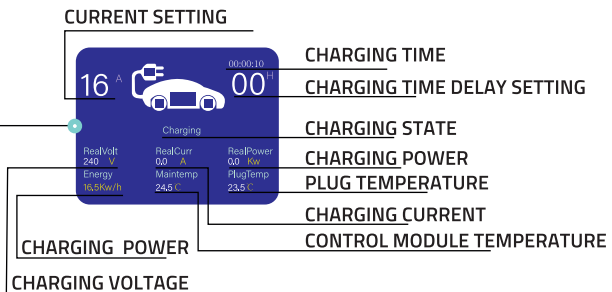 CURRENT SETTING
CHARGING TIME
00:00:10
16 A
00 H
CHARGING TIME DELAY SETTING
Charging
CHARGING STATE
RealVolt RealCurr RealPower
240 V 0.0 A 0.0 Kw
CHARGING POWER
Energy Maintemp PlugTemp
16.5Kw/h 24.5 C 23.5 C
PLUG TEMPERATURE
CHARGING CURRENT
CONTROL MODULE TEMPERATURE
CHARGING POWER
CHARGING VOLTAGE